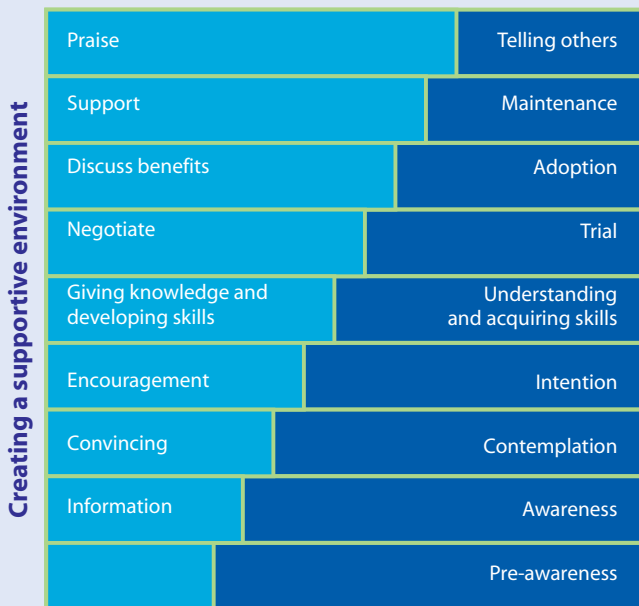 Creating a supportive environment
Praise
Telling others
Support
Maintenance
Discuss benefits
Adoption
Negotiate
Trial
Giving knowledge and
developing skills
Understanding
and acquiring skills
Encouragement
Intention
Convincing
Contemplation
Information
Awareness
Pre-awareness